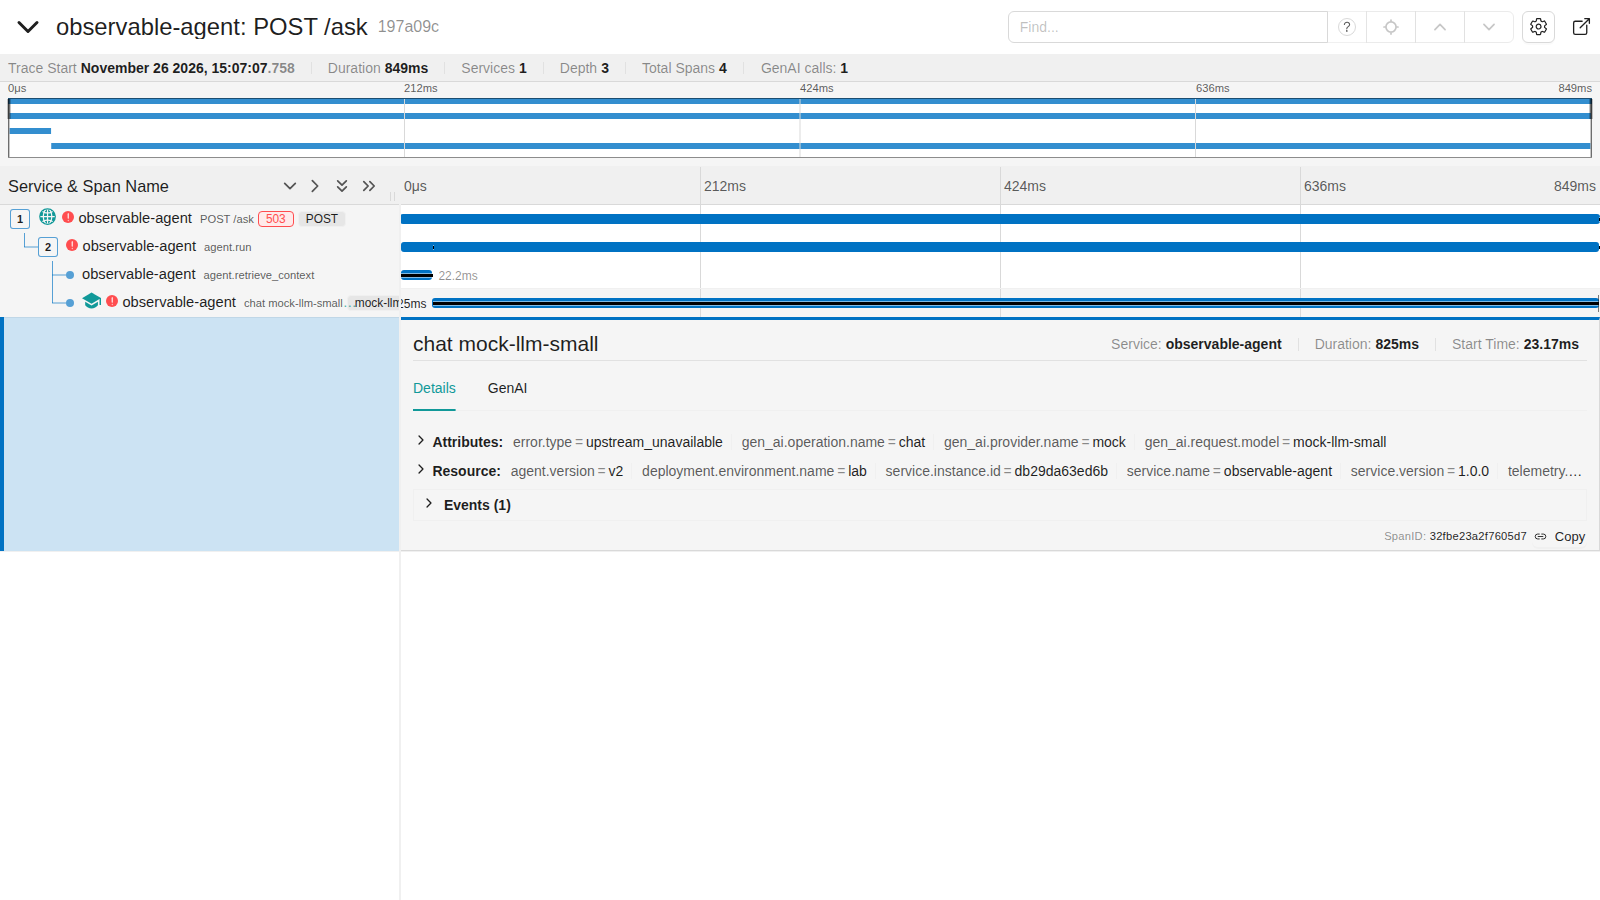 observable-agent: POST /ask 197a09c Find... ?
Trace Start November 26 2026, 15:07:07.758 Duration 849ms Services 1 Depth 3 Total Spans 4 GenAI calls: 1
0μs 212ms 424ms 636ms 849ms
Service & Span Name 0μs 212ms 424ms 636ms 849ms
1 observable-agent POST /ask 503 POST
2 observable-agent agent.run
observable-agent agent.retrieve_context 22.2ms
observable-agent chat mock-llm-small… mock-llm 25ms
chat mock-llm-small Service: observable-agent Duration: 825ms Start Time: 23.17ms
Details GenAI
Attributes: error.type = upstream_unavailable gen_ai.operation.name = chat gen_ai.provider.name = mock gen_ai.request.model = mock-llm-small
Resource: agent.version = v2 deployment.environment.name = lab service.instance.id = db29da63ed6b service.name = observable-agent service.version = 1.0.0 telemetry.…
Events (1)
SpanID: 32fbe23a2f7605d7 Copy